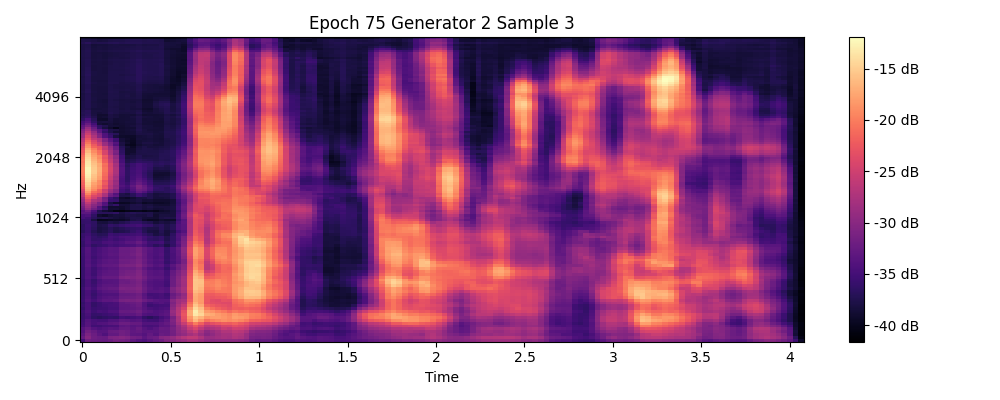 Epoch 75 Generator 2 Sample 3
Hz
4096
2048
1024
512
0
0 0.5 1 1.5 2 2.5 3 3.5 4
Time
-15 dB
-20 dB
-25 dB
-30 dB
-35 dB
-40 dB